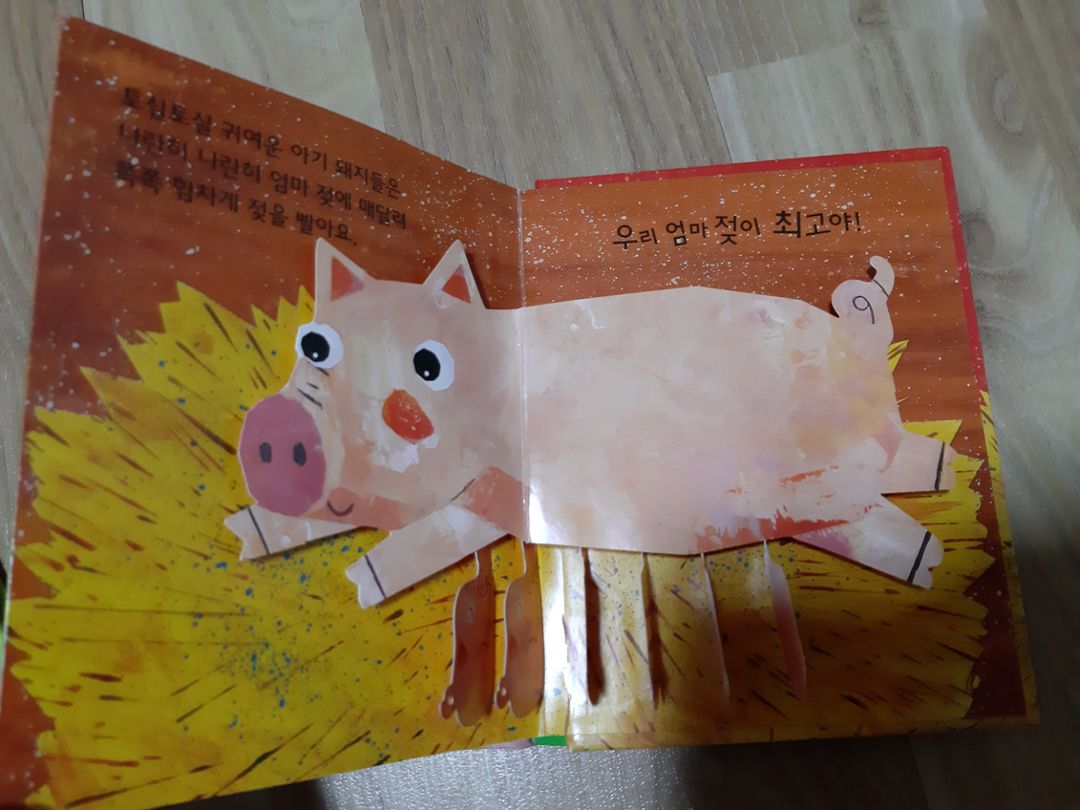 토실토실 귀여운 아기 돼지들은
나란히 나란히 엄마 젖에 매달려
쪽쪽 힘차게 젖을 빨아요.
우리 엄마 젖이 최고야!